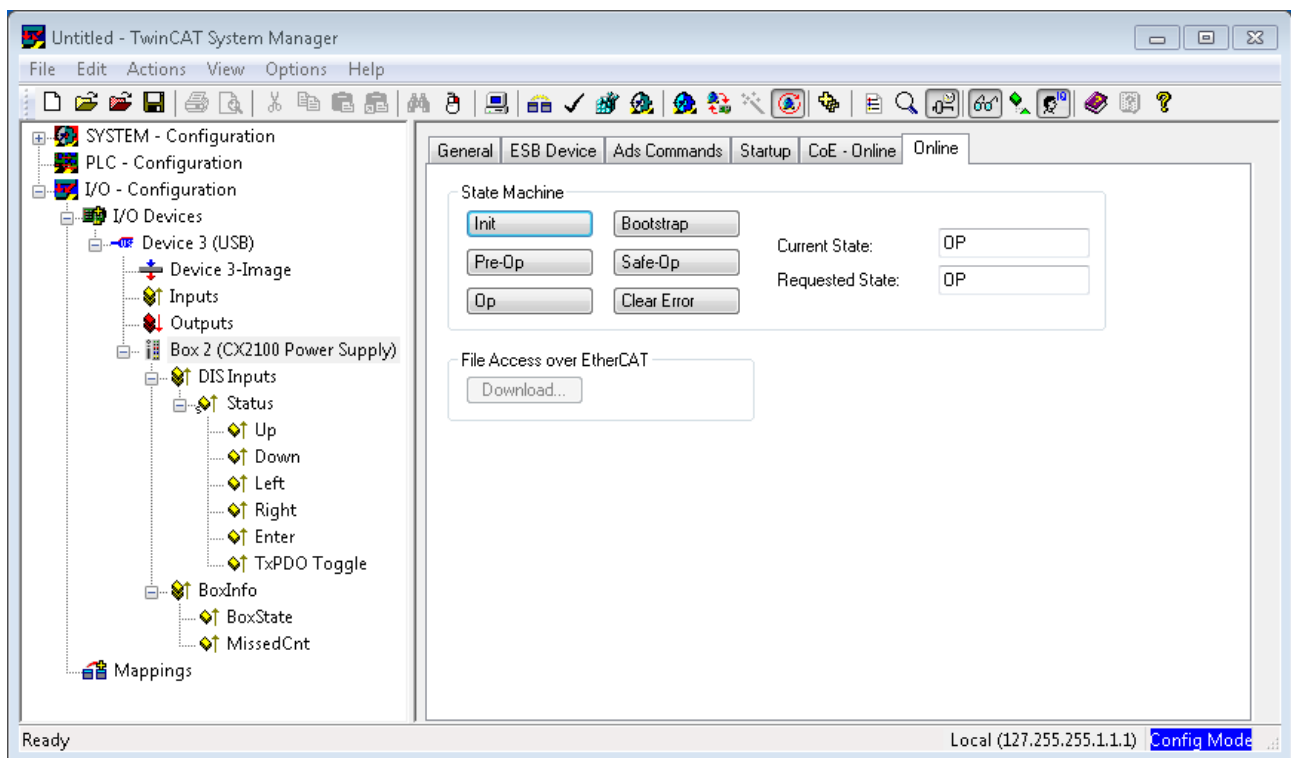 Untitled - TwinCAT System Manager
File Edit Actions View Options Help
SYSTEM - Configuration
PLC - Configuration
I/O - Configuration
I/O Devices
Device 3 (USB)
Device 3-Image
Inputs
Outputs
Box 2 (CX2100 Power Supply)
DIS Inputs
Status
Up
Down
Left
Right
Enter
TxPDO Toggle
BoxInfo
BoxState
MissedCnt
Mappings
General ESB Device Ads Commands Startup CoE - Online Online
State Machine
Init Bootstrap
Pre-Op Safe-Op
Op Clear Error
Current State: OP
Requested State: OP
File Access over EtherCAT
Download...
Ready Local (127.255.255.1.1.1) Config Mode